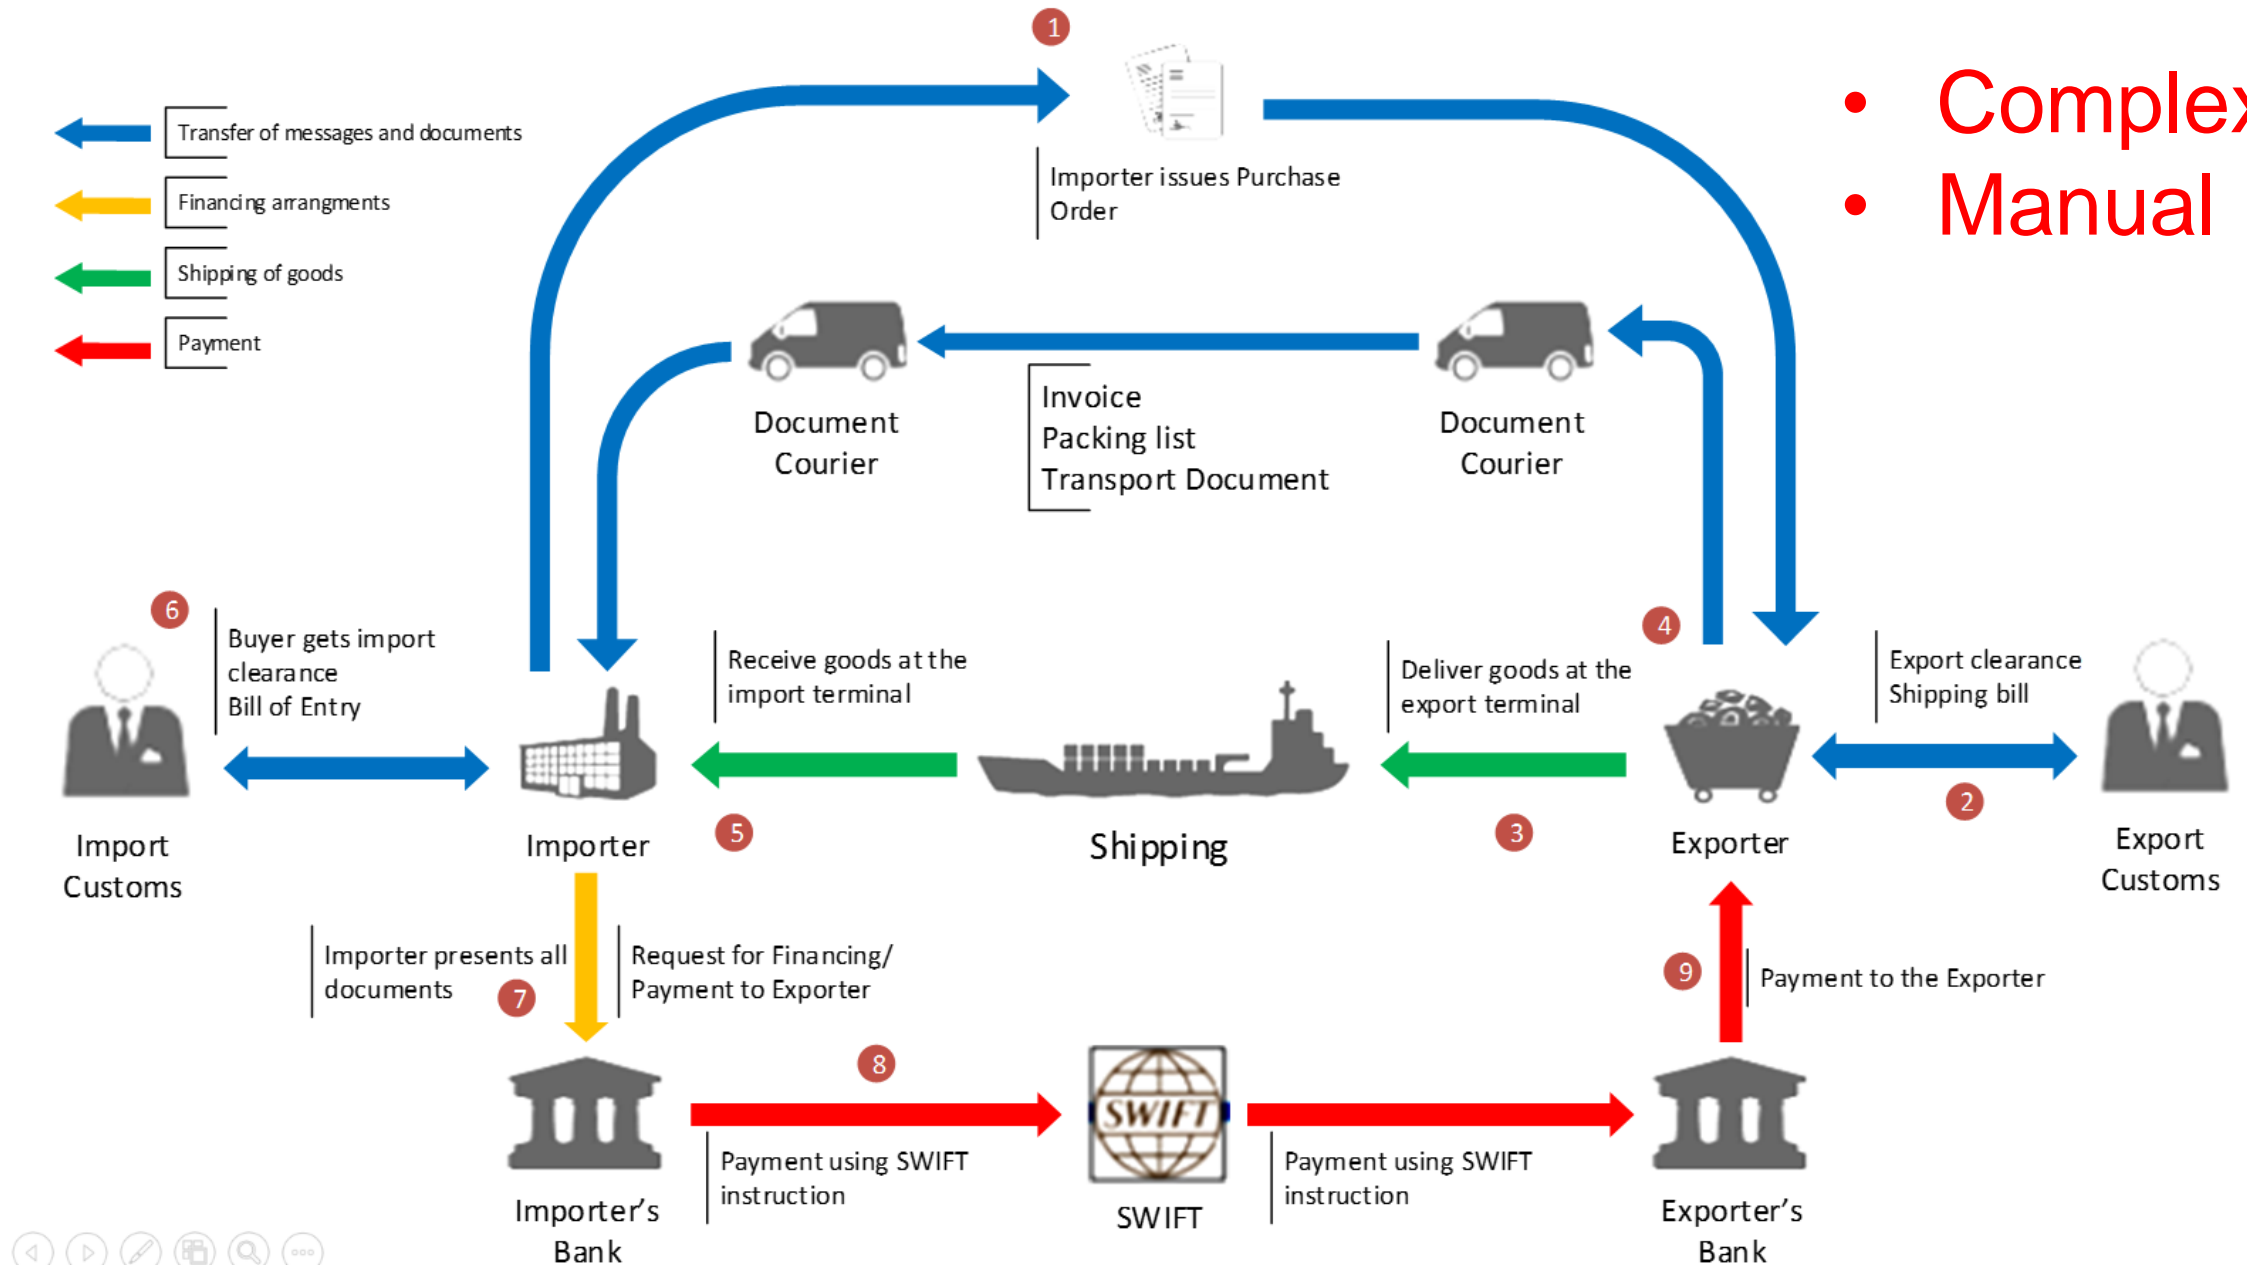 1
• Complex
• Manual
Transfer of messages and documents
Financing arrangments
Shipping of goods
Payment
Importer issues Purchase
Order
Invoice
Packing list
Transport Document
Document
Courier
Document
Courier
6
Buyer gets import
clearance
Bill of Entry
Receive goods at the
import terminal
4
Deliver goods at the
export terminal
Export clearance
Shipping bill
2
Import
Customs
Importer
5
Shipping
3
Exporter
Export
Customs
Importer presents all
documents
7
Request for Financing/
Payment to Exporter
9
Payment to the Exporter
8
SWIFT
Payment using SWIFT
instruction
Payment using SWIFT
instruction
Importer's
Bank
SWIFT
Exporter's
Bank